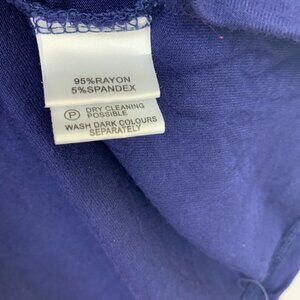 95%RAYON
5%SPANDEX
P DRY CLEANING
POSSIBLE
WASH DARK COLOURS
SEPARATELY